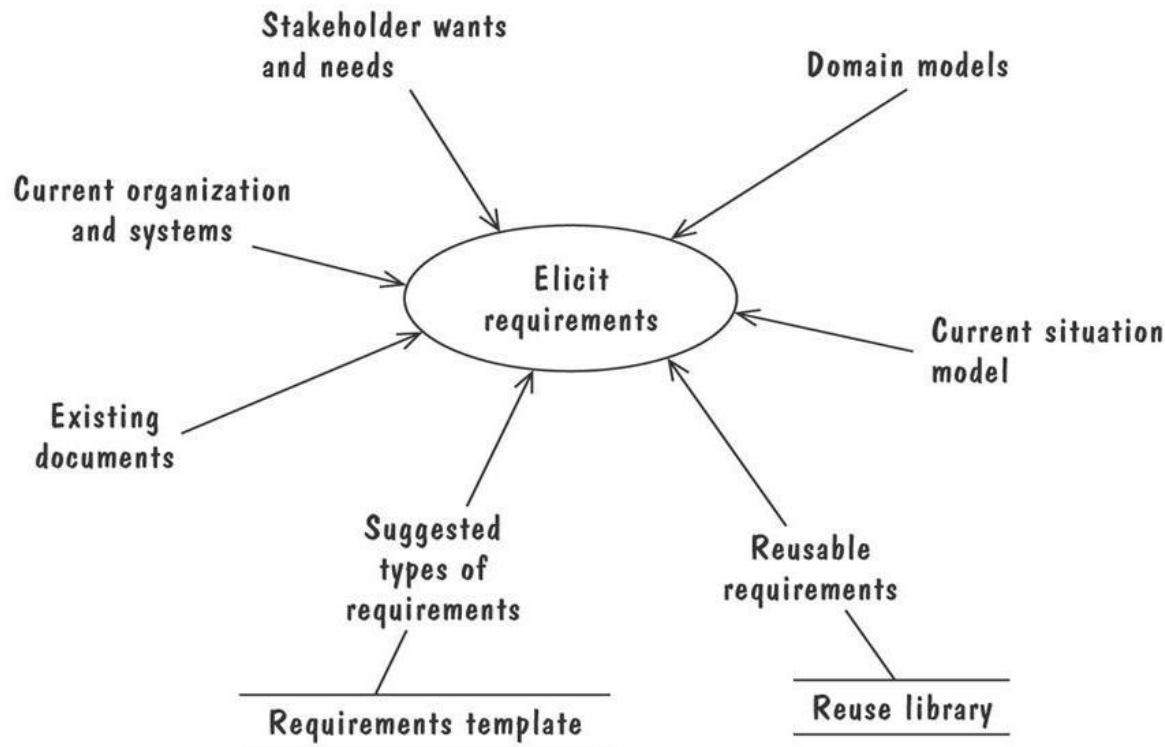 Stakeholder wants
and needs
Domain models
Current organization
and systems
Elicit
requirements
Current situation
model
Existing
documents
Suggested
types of
requirements
Reusable
requirements
Requirements template
Reuse library